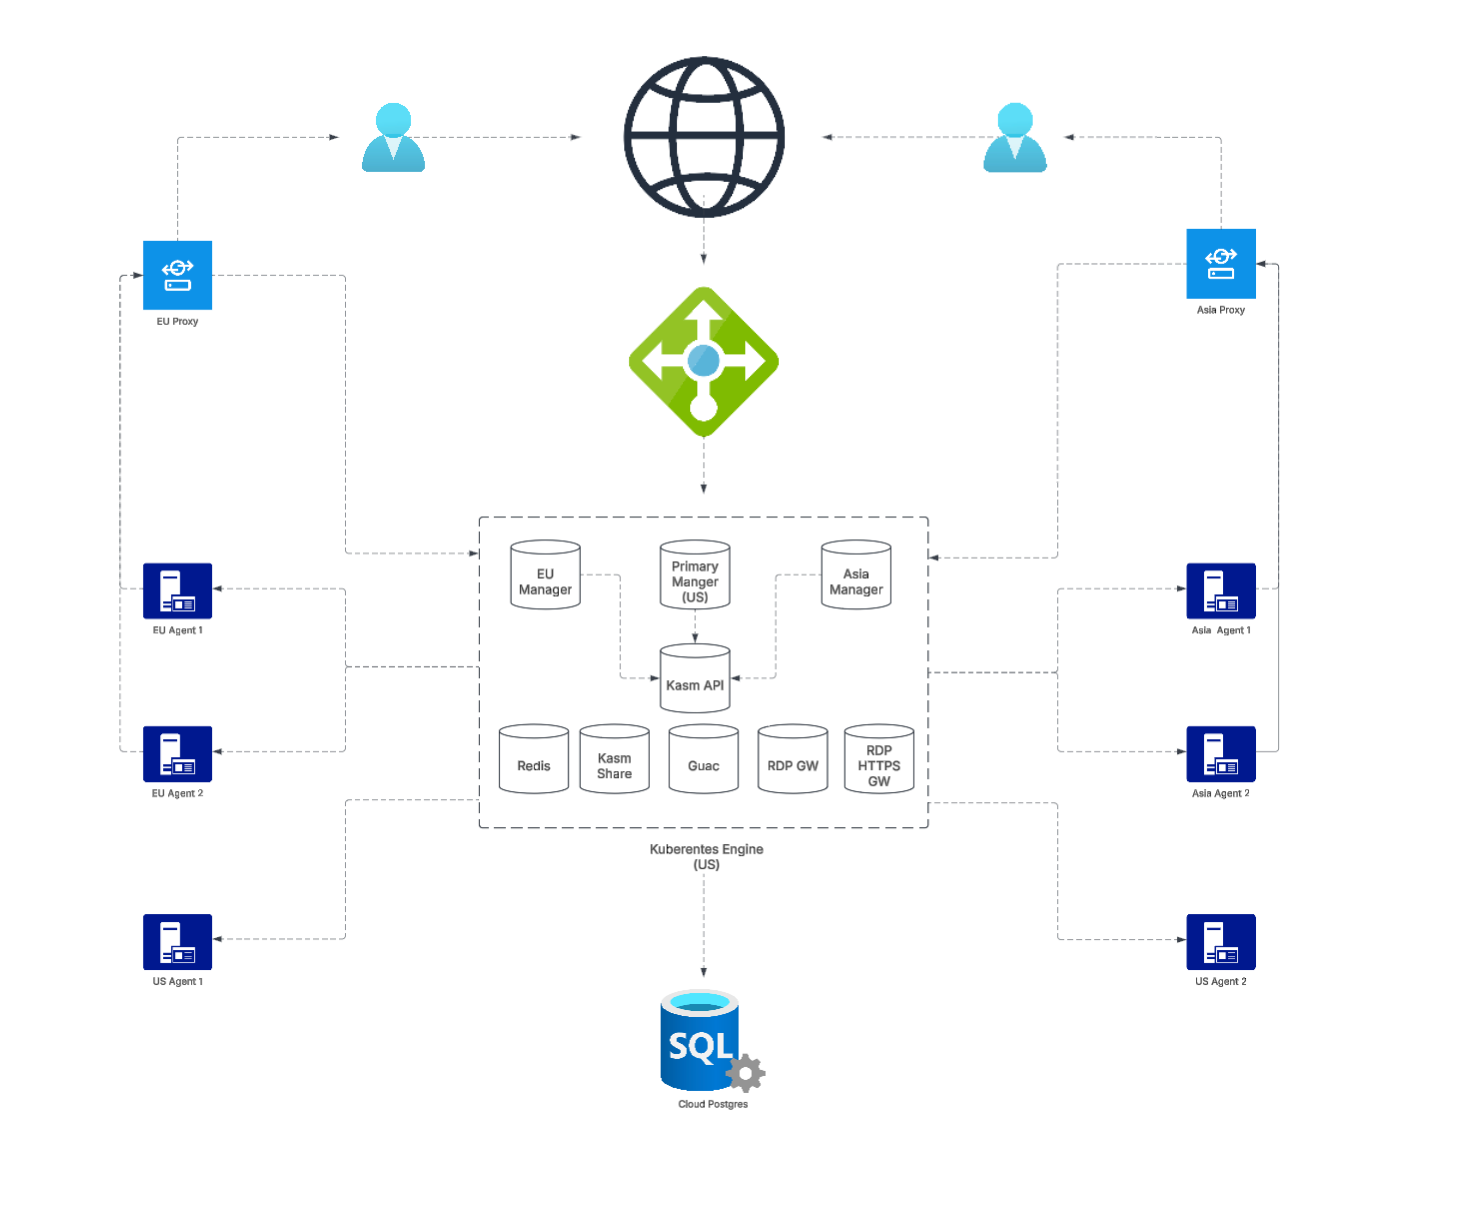 EU Proxy
Asia Proxy
EU
Manager
Primary
Manger
(US)
Asia
Manager
Kasm API
EU Agent 1
Asia  Agent 1
Redis
Kasm
Share
Guac
RDP GW
RDP
HTTPS
GW
EU Agent 2
Asia Agent 2
Kuberentes Engine
(US)
US Agent 1
US Agent 2
SQL
Cloud Postgres